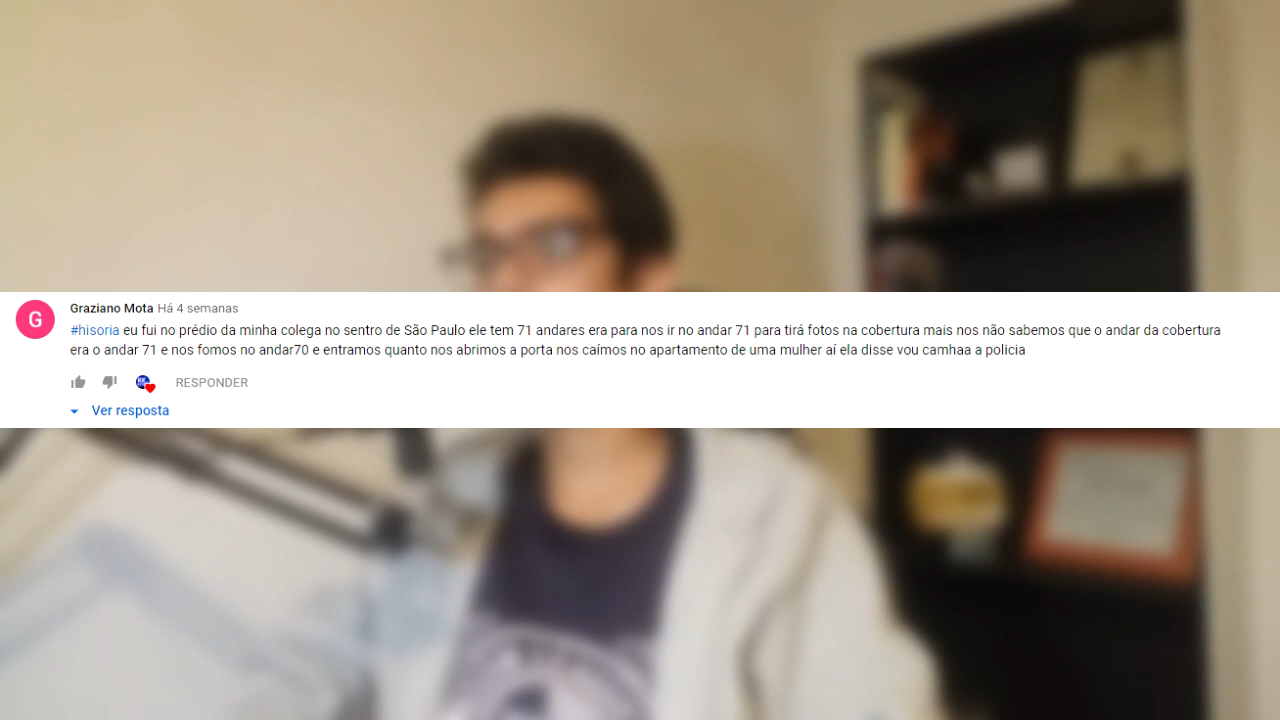 G
Graziano Mota Há 4 semanas
#hisoria eu fui no prédio da minha colega no sentro de São Paulo ele tem 71 andares era para nos ir no andar 71 para tirá fotos na cobertura mais nos não sabemos que o andar da cobertura
era o andar 71 e nos fomos no andar70 e entramos quanto nos abrimos a porta nos caímos no apartamento de uma mulher aí ela disse vou camhaa a policia
RESPONDER
Ver resposta